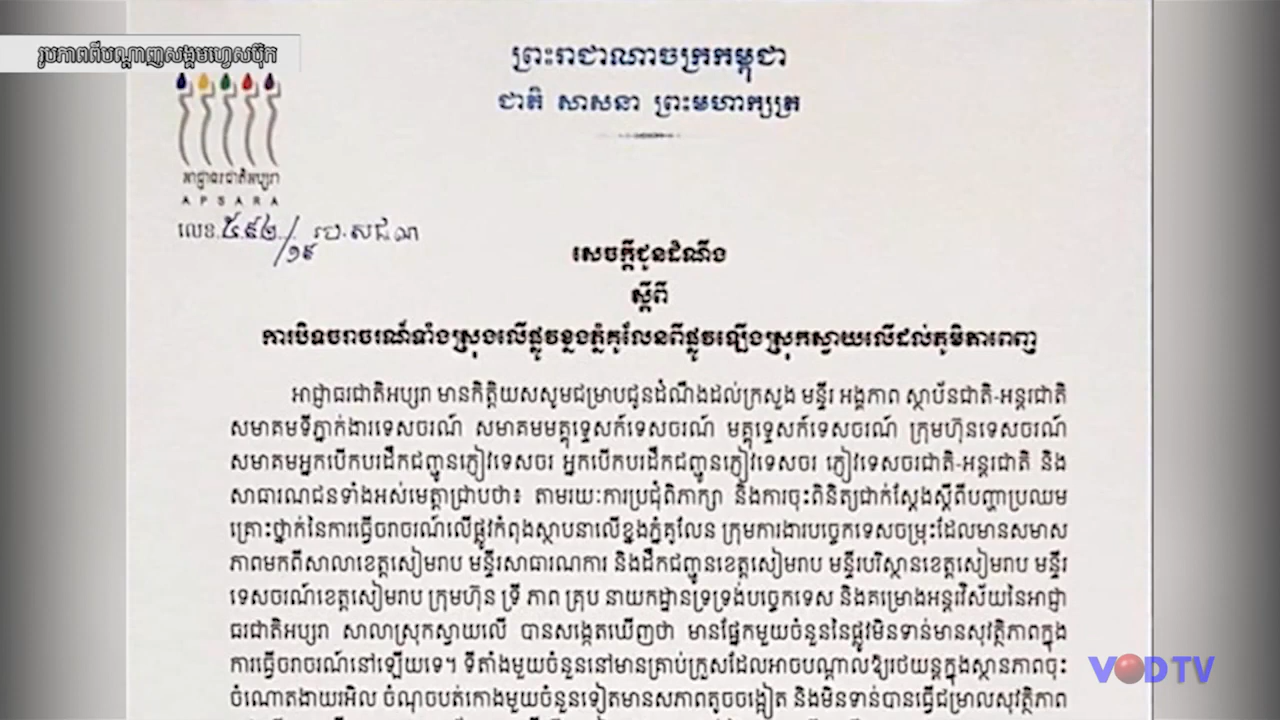 រូបភាពពីបណ្ដាញសង្គមហ្វេសប៊ុក
ព្រះរាជាណាចក្រកម្ពុជា
ជាតិ សាសនា ព្រះមហាក្សត្រ
អាជ្ញាធរជាតិអប្សរា
APSARA
លេខ.៥៩២/១៩ រប.សជណ
សេចក្ដីជូនដំណឹង
ស្ដីពី
ការបិទចរាចរណ៍ទាំងស្រុងលើផ្លូវខ្នងភ្នំគូលែនពីផ្លូវឡើងស្រុកស្វាយលើដល់ភូមិតាពេញ
អាជ្ញាធរជាតិអប្សរា មានកិត្តិយសសូមជម្រាបជូនដំណឹងដល់ក្រសួង មន្ទីរ អង្គភាព ស្ថាប័នជាតិ-អន្តរជាតិ
សមាគមទីភ្នាក់ងារទេសចរណ៍ សមាគមមគ្គុទ្ទេសក៍ទេសចរណ៍ មគ្គុទ្ទេសក៍ទេសចរណ៍ ក្រុមហ៊ុនទេសចរណ៍
សមាគមអ្នកបើកបរដឹកជញ្ជូនភ្ញៀវទេសចរ អ្នកបើកបរដឹកជញ្ជូនភ្ញៀវទេសចរ ភ្ញៀវទេសចរជាតិ-អន្តរជាតិ និង
សាធារណជនទាំងអស់មេត្តាជ្រាបថា៖ តាមរយៈការប្រជុំពិភាក្សា និងការចុះពិនិត្យជាក់ស្ដែងស្ដីពីបញ្ហាប្រឈម
គ្រោះថ្នាក់នៃការធ្វើចរាចរណ៍លើផ្លូវកំពុងស្ថាបនាលើខ្នងភ្នំគូលែន ក្រុមការងារបច្ចេកទេសចម្រុះដែលមានសមាស
ភាពមកពីសាលាខេត្តសៀមរាប មន្ទីរសាធារណការ និងដឹកជញ្ជូនខេត្តសៀមរាប មន្ទីរបរិស្ថានខេត្តសៀមរាប មន្ទីរ
ទេសចរណ៍ខេត្តសៀមរាប ក្រុមហ៊ុន ទ្រី ភាព គ្រុប នាយកដ្ឋានទ្រទ្រង់បច្ចេកទេស និងគម្រោងអន្តរវិស័យនៃអាជ្ញា
ធរជាតិអប្សរា សាលាស្រុកស្វាយលើ បានសង្កេតឃើញថា មានផ្នែកមួយចំនួននៃផ្លូវមិនទាន់មានសុវត្ថិភាពក្នុង
ការធ្វើចរាចរណ៍នៅឡើយទេ។ ទីតាំងមួយចំនួននៅមានគ្រាប់ក្រួសដែលអាចបណ្ដាលឱ្យរថយន្តក្នុងស្ថានភាពចុះ
ចំណោតងាយរអិល ចំណុចបត់កោងមួយចំនួនទៀតមានសភាពតូចចង្អៀត និងមិនទាន់បានធ្វើជម្រាលសុវត្ថិភាព
VOD TV